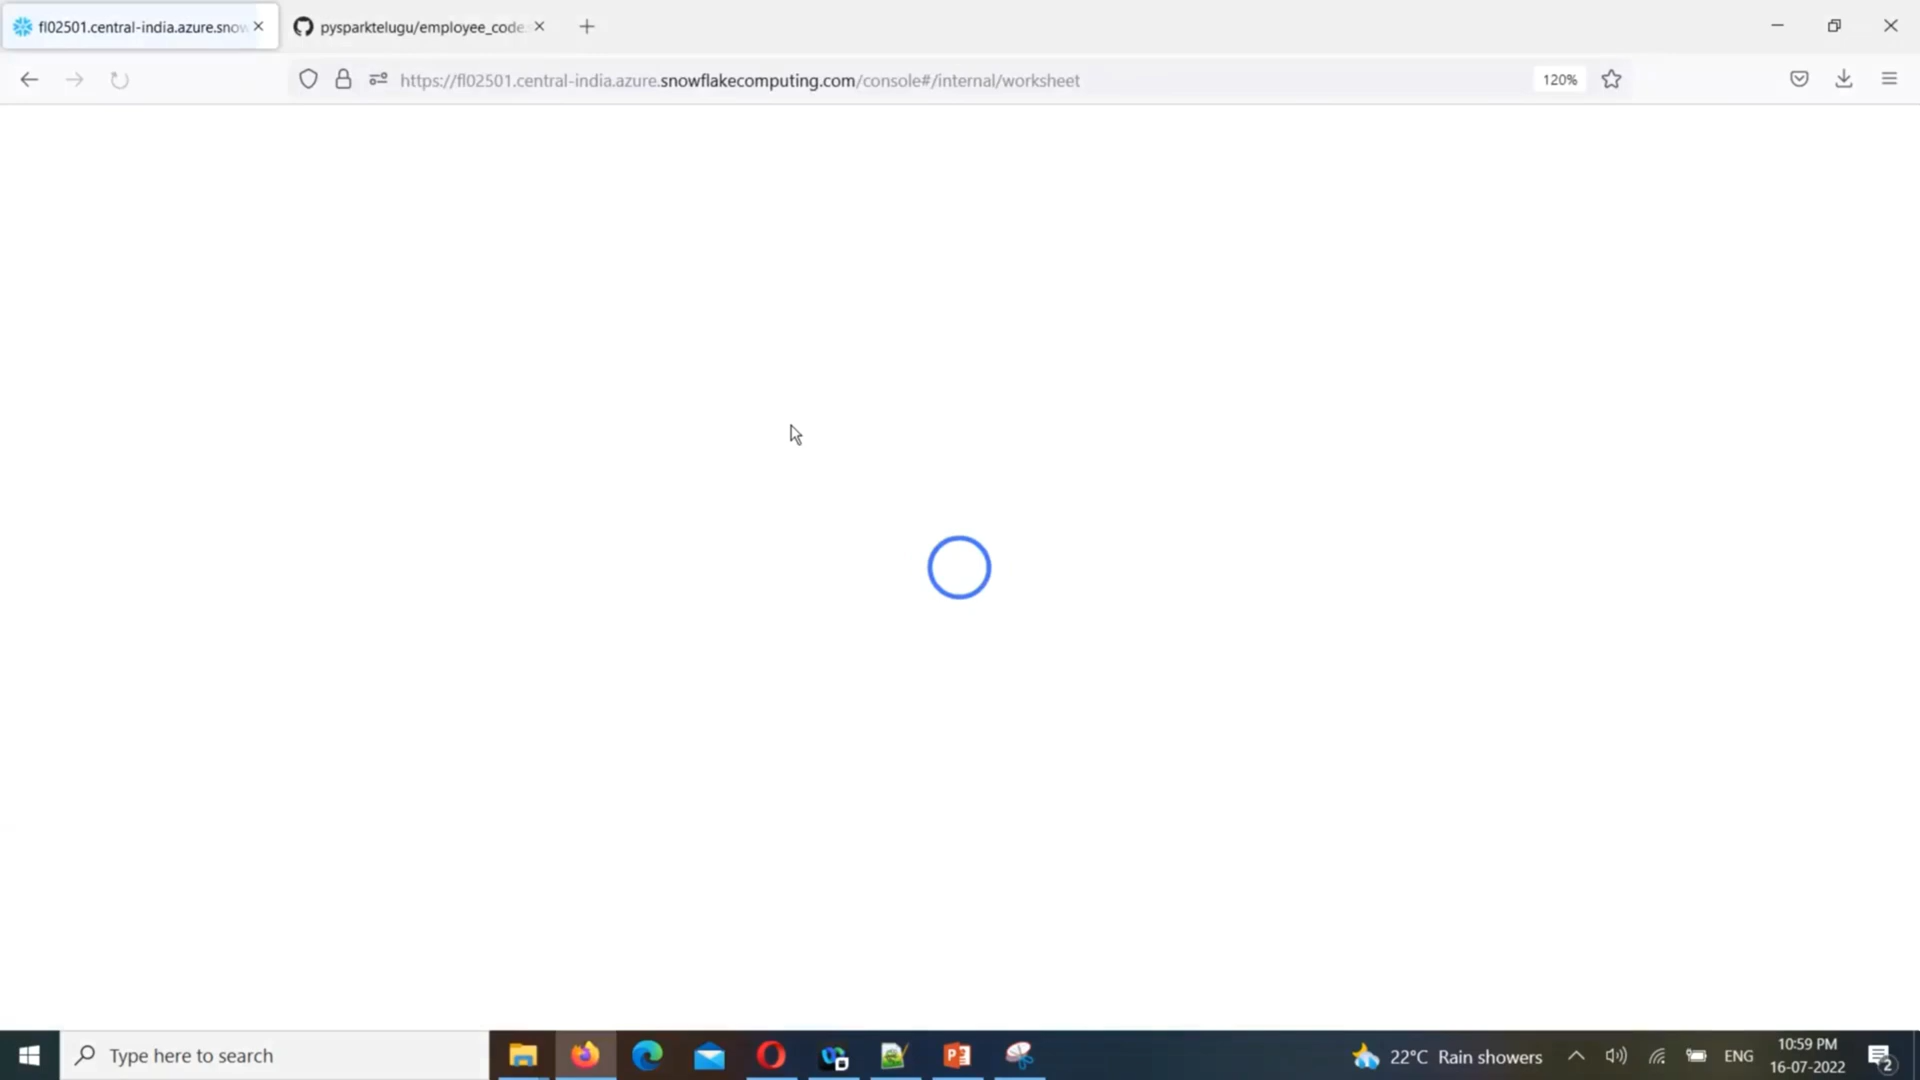 fl02501.central-india.azure.snow
pysparktelugu/employee_code.
https://fl02501.central-india.azure.snowflakecomputing.com/console#/internal/worksheet
120%
Type here to search
22°C Rain showers
ENG
10:59 PM
16-07-2022
2